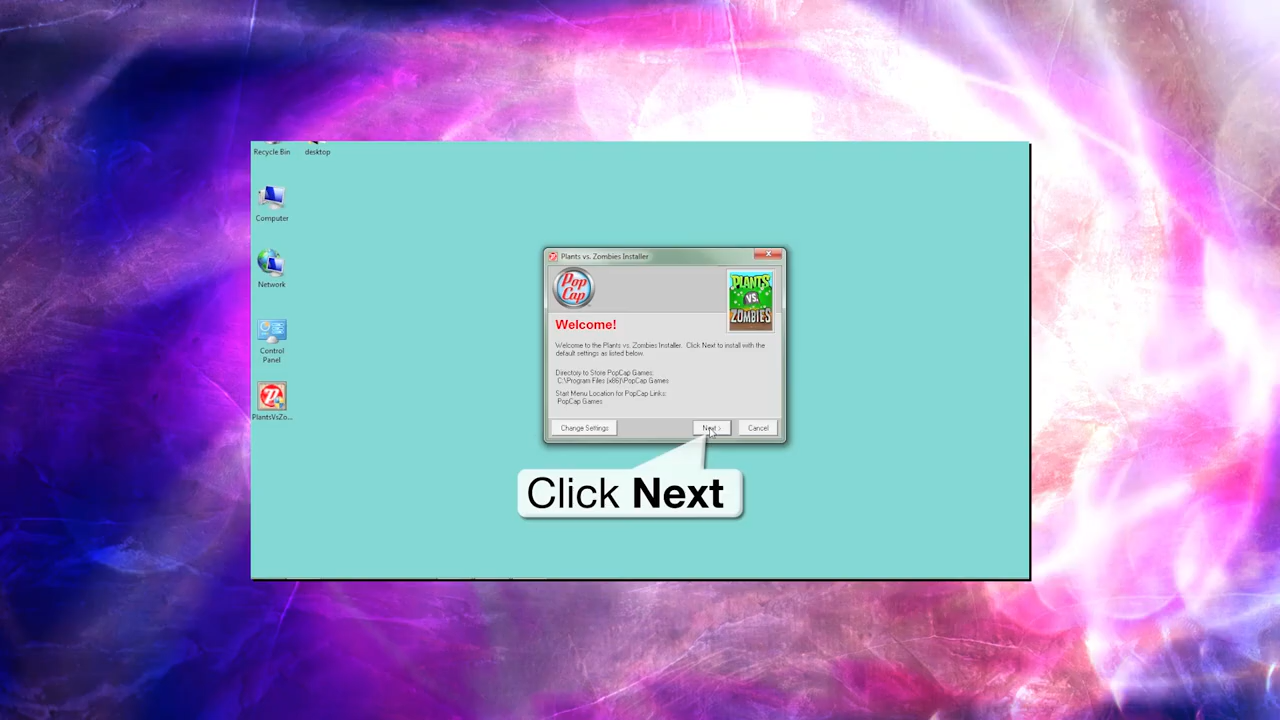 Recycle Bin
desktop
Computer
Network
Control
Panel
PlantsVsZo...
Plants vs. Zombies Installer
Pop
Cap
PLANTS
VS.
ZOMBIES
Welcome!
Welcome to the Plants vs. Zombies Installer. Click Next to install with the
default settings as listed below.
Directory to Store PopCap Games:
C:\Program Files (x86)\PopCap Games
Start Menu Location for PopCap Links:
PopCap Games
Change Settings
Next >
Cancel
Click Next